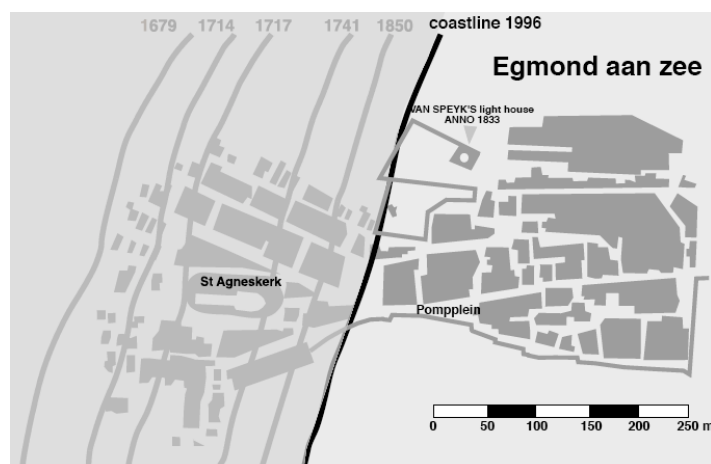 1679 1714 1717 1741 1850 coastline 1996
Egmond aan zee
VAN SPEYK'S light house
ANNO 1833
St Agneskerk
Pompplein
0 50 100 150 200 250 m